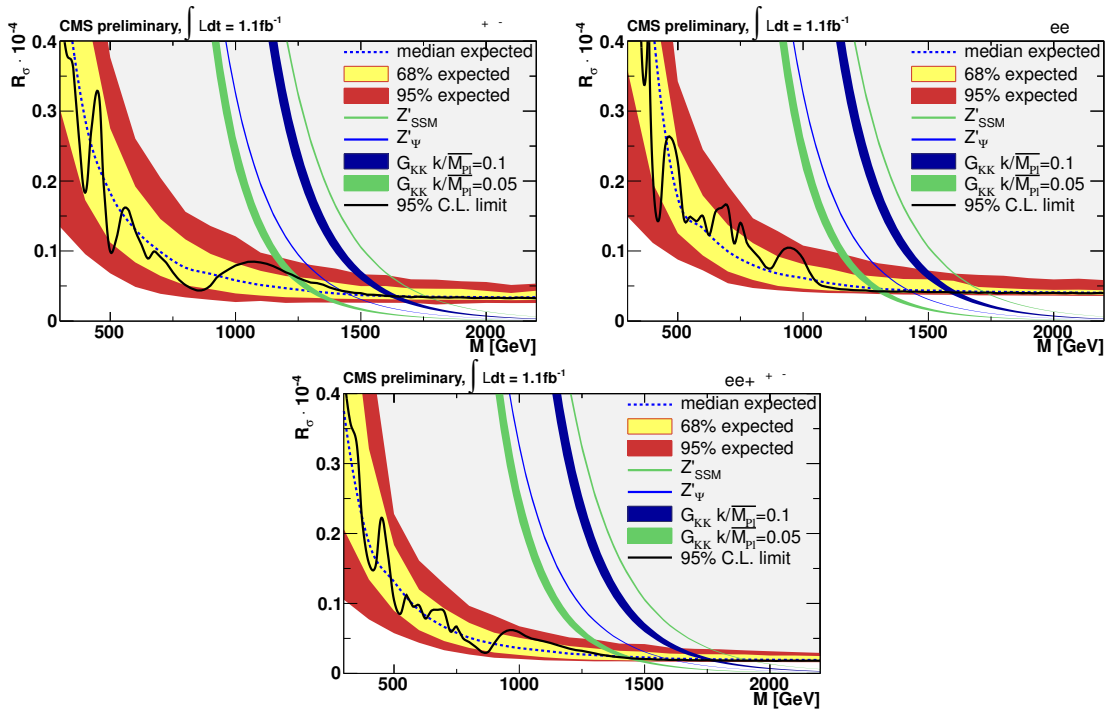 CMS preliminary, ∫ Ldt = 1.1fb⁻¹ + -
R_σ · 10⁻⁴
0.4
0.3
0.2
0.1
0
median expected
68% expected
95% expected
Z'_SSM
Z'_Ψ
G_KK k/M̅_Pl=0.1
G_KK k/M̅_Pl=0.05
95% C.L. limit
500 1000 1500 2000
M [GeV]
CMS preliminary, ∫ Ldt = 1.1fb⁻¹ ee
R_σ · 10⁻⁴
0.4
0.3
0.2
0.1
0
median expected
68% expected
95% expected
Z'_SSM
Z'_Ψ
G_KK k/M̅_Pl=0.1
G_KK k/M̅_Pl=0.05
95% C.L. limit
500 1000 1500 2000
M [GeV]
CMS preliminary, ∫ Ldt = 1.1fb⁻¹ ee+ + -
R_σ · 10⁻⁴
0.4
0.3
0.2
0.1
0
median expected
68% expected
95% expected
Z'_SSM
Z'_Ψ
G_KK k/M̅_Pl=0.1
G_KK k/M̅_Pl=0.05
95% C.L. limit
500 1000 1500 2000
M [GeV]